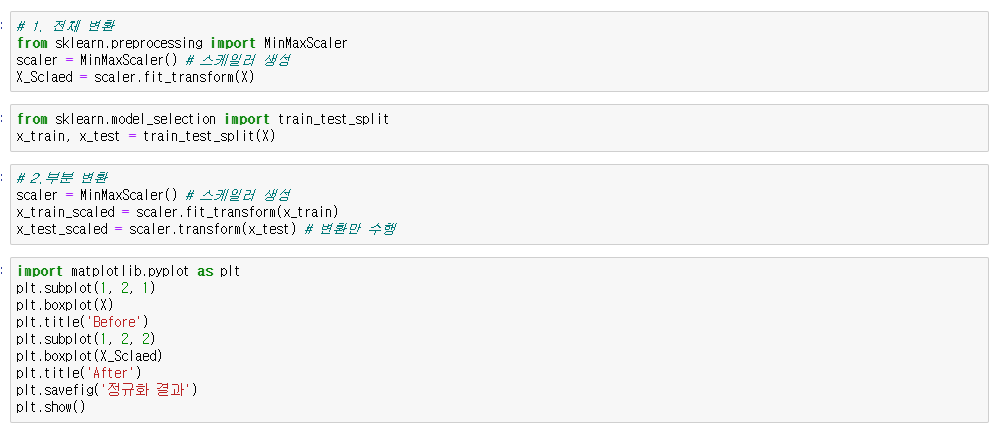 # 1. 전체 변환
from sklearn.preprocessing import MinMaxScaler
scaler = MinMaxScaler() # 스케일러 생성
X_Sclaed = scaler.fit_transform(X)
from sklearn.model_selection import train_test_split
x_train, x_test = train_test_split(X)
# 2.부분 변환
scaler = MinMaxScaler() # 스케일러 생성
x_train_scaled = scaler.fit_transform(x_train)
x_test_scaled = scaler.transform(x_test) # 변환만 수행
import matplotlib.pyplot as plt
plt.subplot(1, 2, 1)
plt.boxplot(X)
plt.title('Before')
plt.subplot(1, 2, 2)
plt.boxplot(X_Sclaed)
plt.title('After')
plt.savefig('정규화 결과')
plt.show()